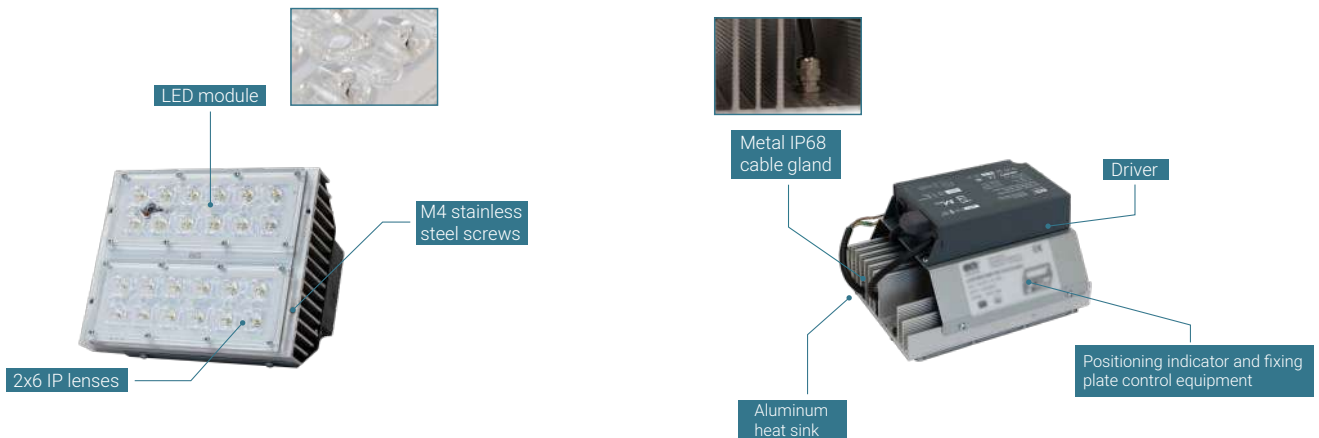 LED module
M4 stainless
steel screws
2x6 IP lenses
Metal IP68
cable gland
Driver
Positioning indicator and fixing
plate control equipment
Aluminum
heat sink